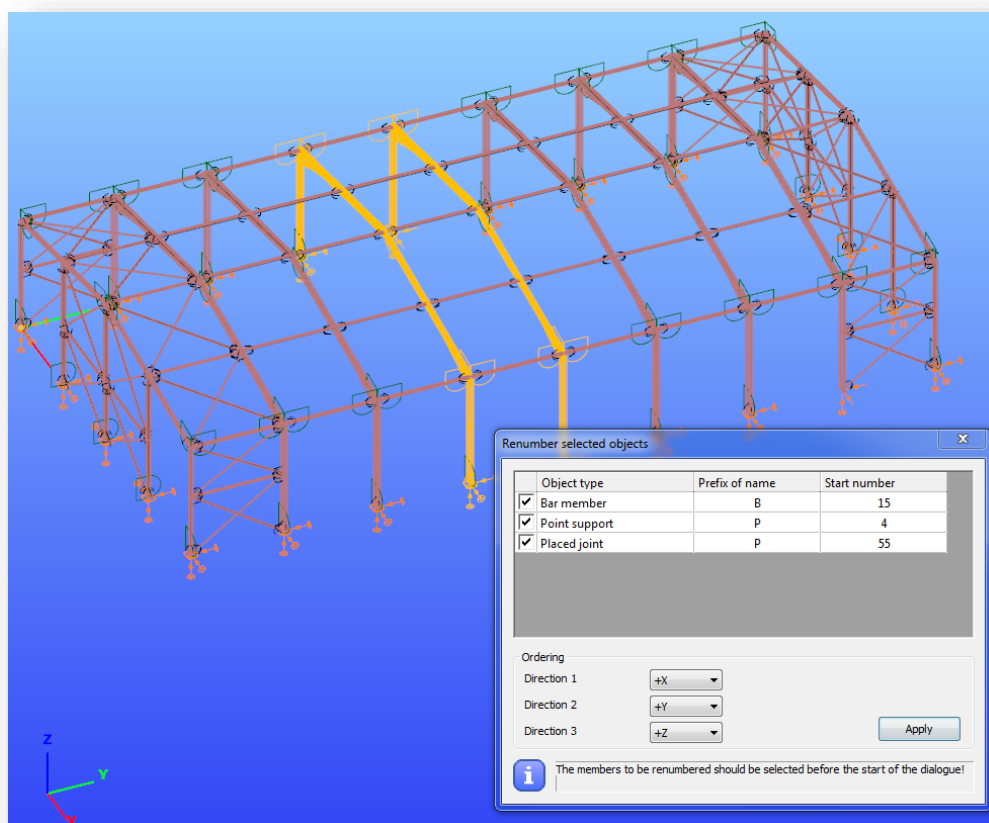 Renumber selected objects
Object type Prefix of name Start number
Bar member B 15
Point support P 4
Placed joint P 55
Ordering
Direction 1 +X
Direction 2 +Y
Direction 3 +Z
Apply
The members to be renumbered should be selected before the start of the dialogue!
Z
Y
X